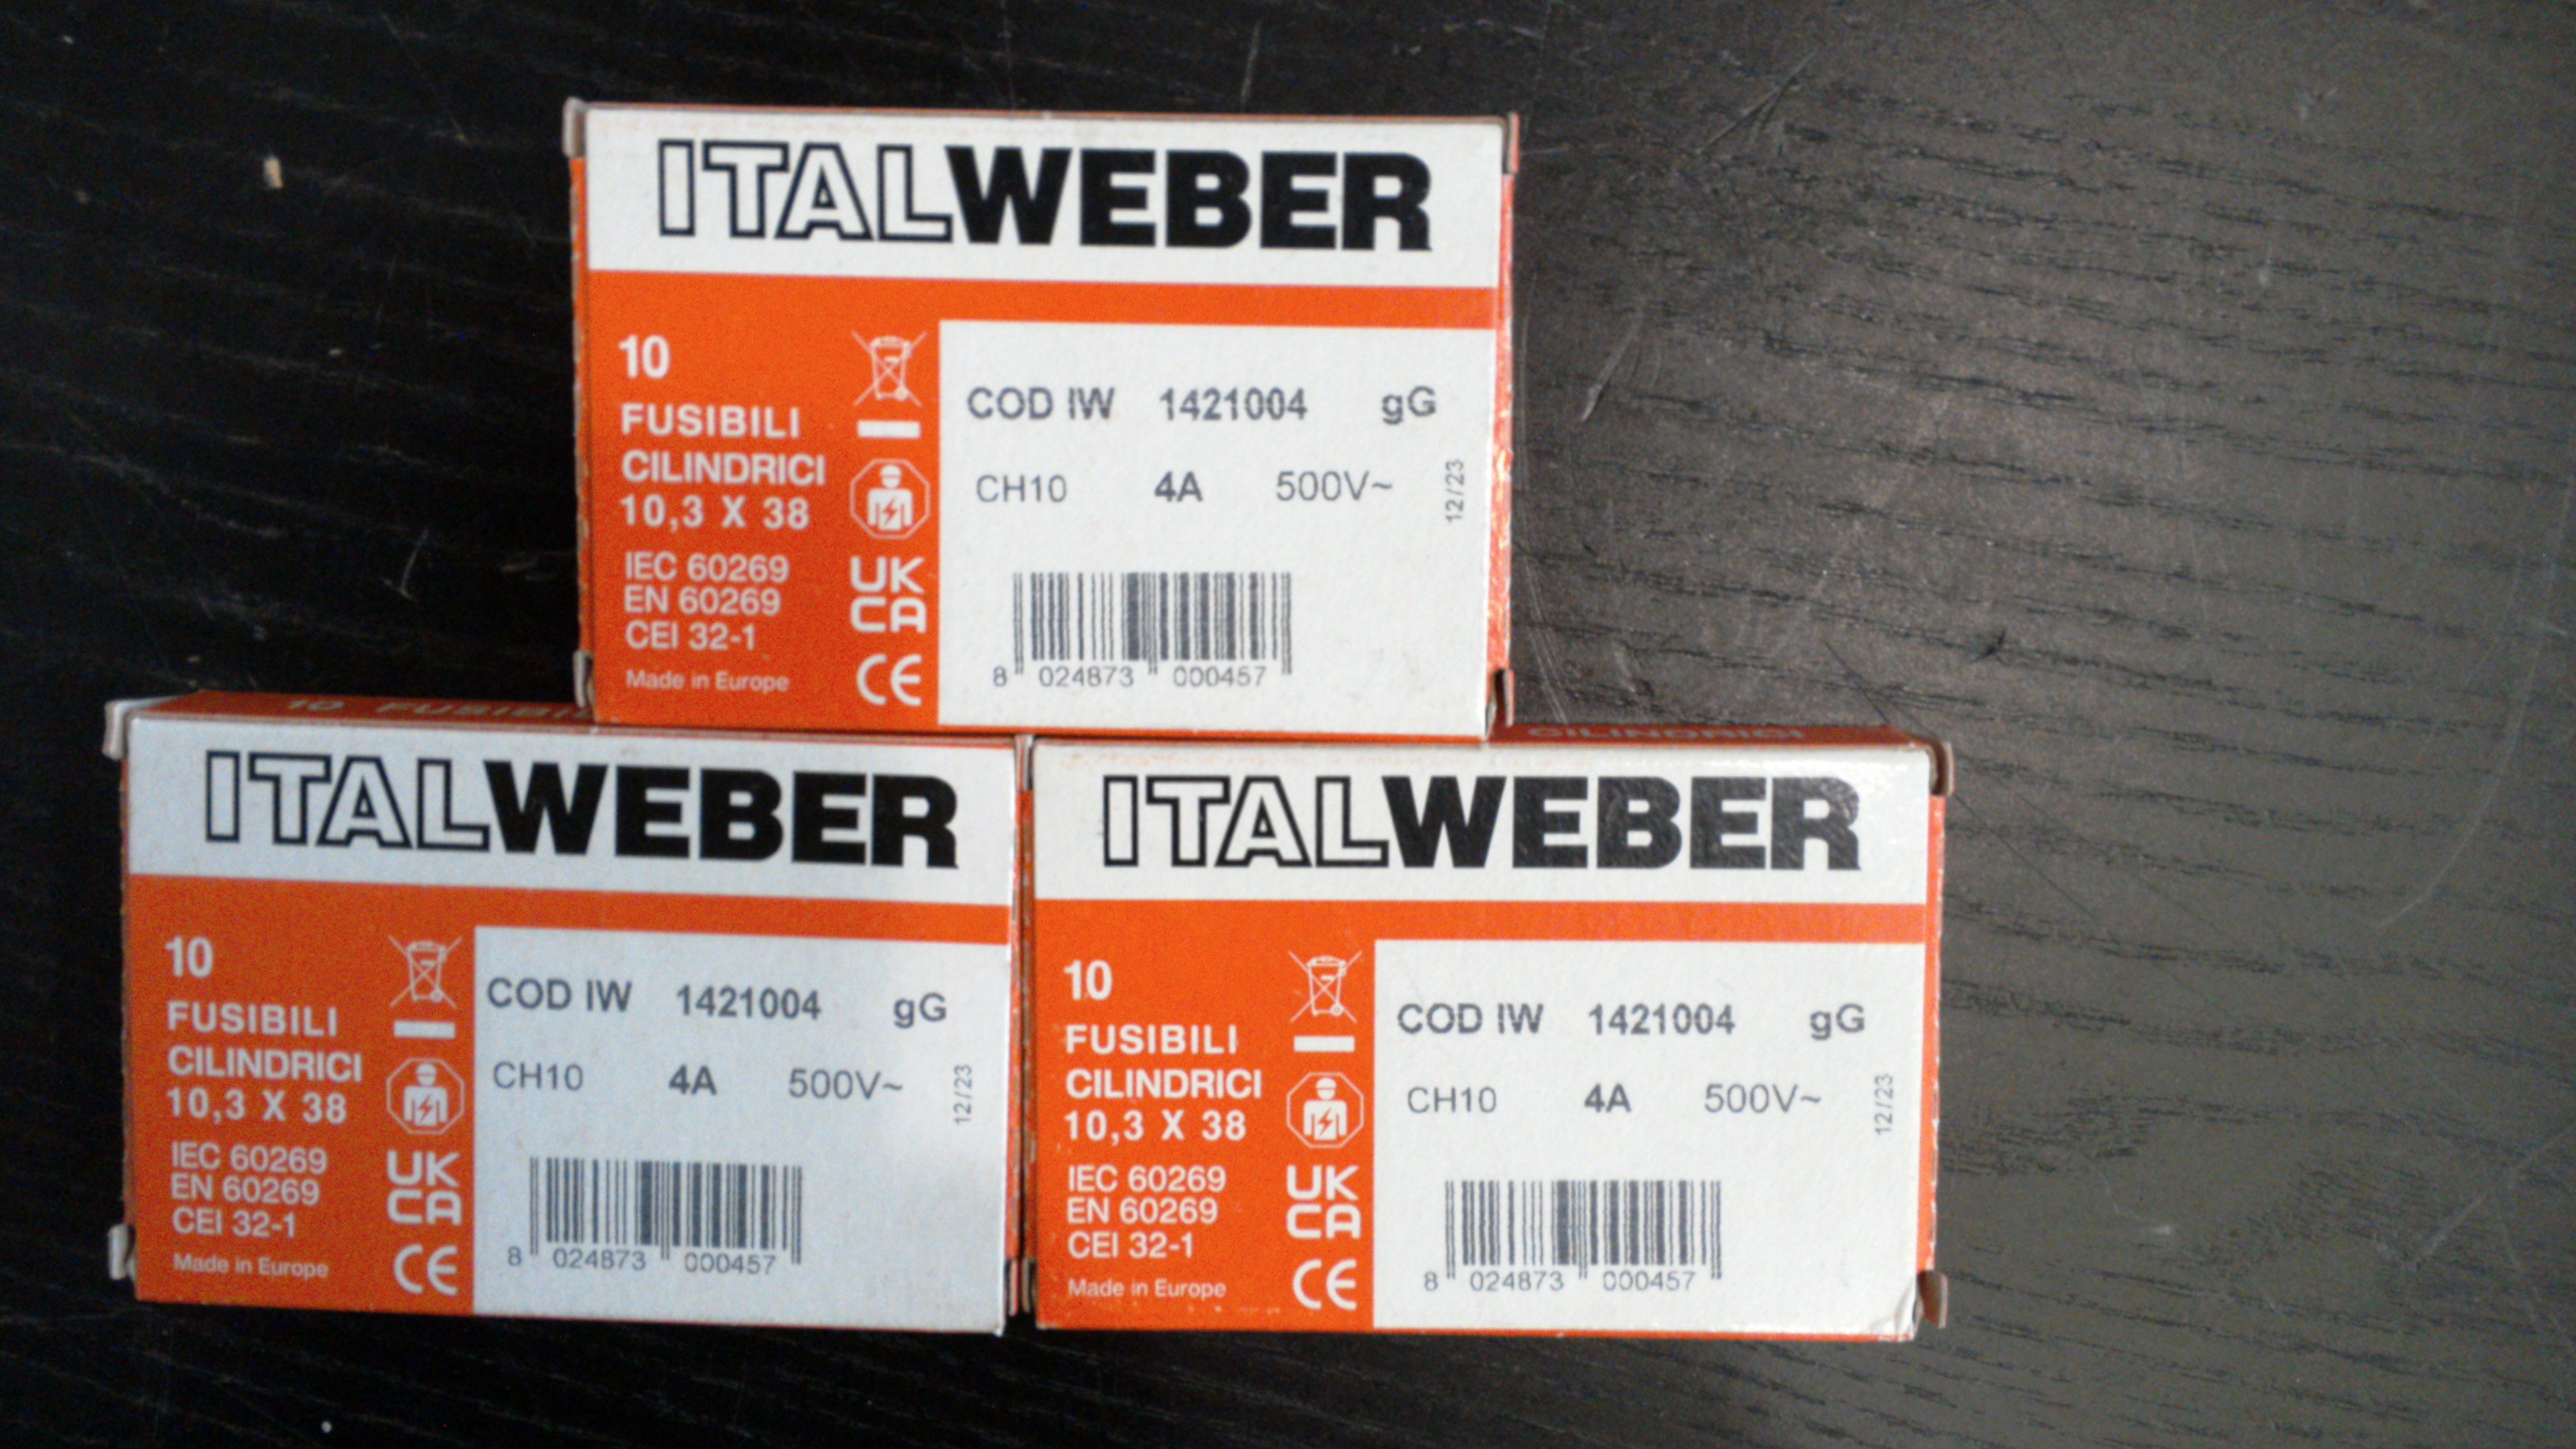 ITALWEBER
10
FUSIBILI
CILINDRICI
10,3 X 38
IEC 60269
EN 60269
CEI 32-1
Made in Europe
UK
CA
CE
COD IW 1421004 gG
CH10 4A 500V~
12/23
8 024873 000457
10 FUSIBILI
ITALWEBER
10
FUSIBILI
CILINDRICI
10,3 X 38
IEC 60269
EN 60269
CEI 32-1
Made in Europe
UK
CA
CE
COD IW 1421004 gG
CH10 4A 500V~
12/23
8 024873 000457
CILINDRICI
ITALWEBER
10
FUSIBILI
CILINDRICI
10,3 X 38
IEC 60269
EN 60269
CEI 32-1
Made in Europe
UK
CA
CE
COD IW 1421004 gG
CH10 4A 500V~
12/23
8 024873 000457